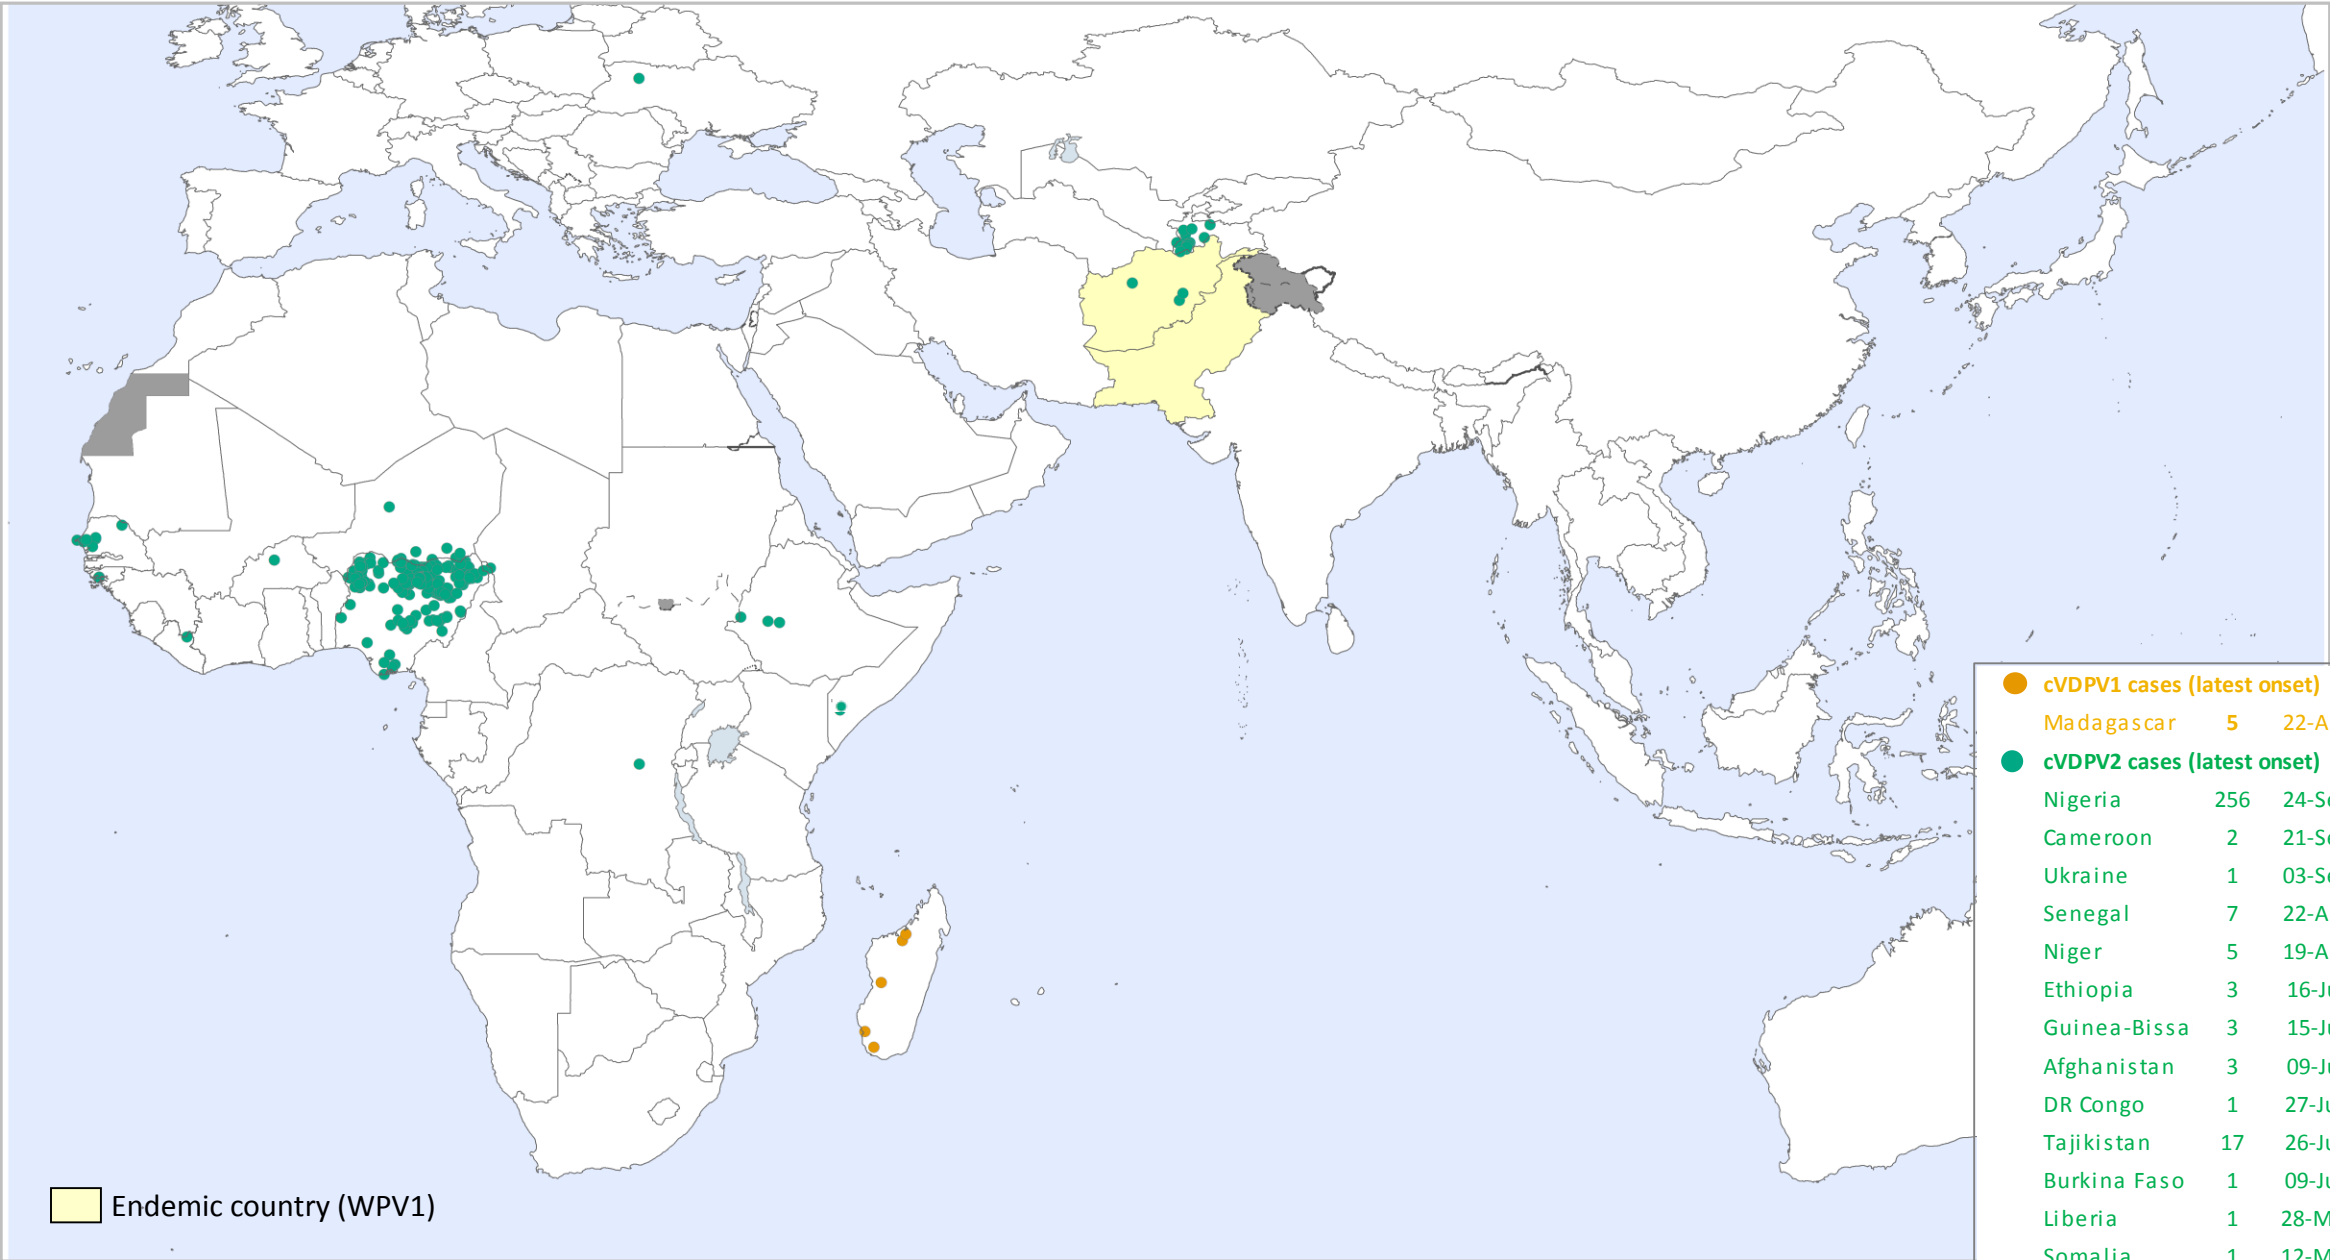 cVDPV1 cases (latest onset)
Madagascar 5 22-A
cVDPV2 cases (latest onset)
Nigeria 256 24-Se
Cameroon 2 21-Se
Ukraine 1 03-Se
Senegal 7 22-A
Niger 5 19-A
Ethiopia 3 16-Ju
Guinea-Bissa 3 15-Ju
Afghanistan 3 09-Ju
DR Congo 1 27-Ju
Tajikistan 17 26-Ju
Burkina Faso 1 09-Ju
Liberia 1 28-M
Somalia 1 12-M
Endemic country (WPV1)